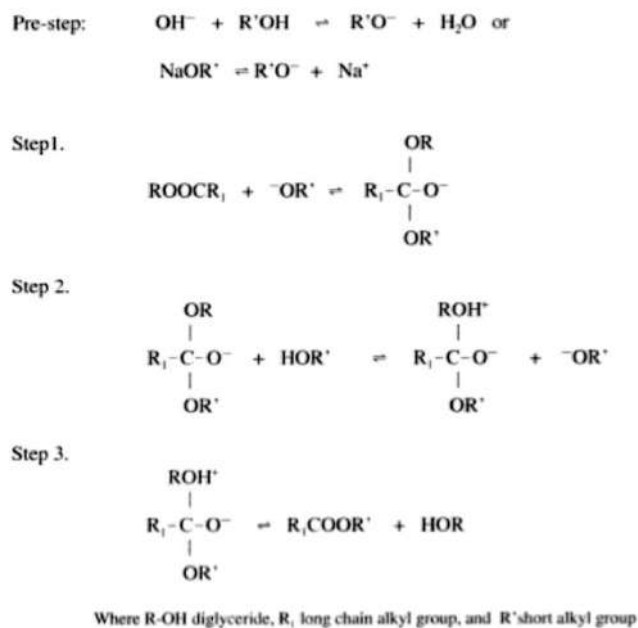 Pre-step: OH⁻ + R'OH ⇌ R'O⁻ + H₂O or
NaOR' ⇌ R'O⁻ + Na⁺
Step1.
OR
|
ROOCR₁ + ⁻OR' ⇌ R₁-C-O⁻
|
OR'
Step 2.
OR ROH⁺
| |
R₁-C-O⁻ + HOR' ⇌ R₁-C-O⁻ + ⁻OR'
| |
OR' OR'
Step 3.
ROH⁺
|
R₁-C-O⁻ ⇌ R₁COOR' + HOR
|
OR'
Where R-OH diglyceride, R₁ long chain alkyl group, and R' short alkyl group